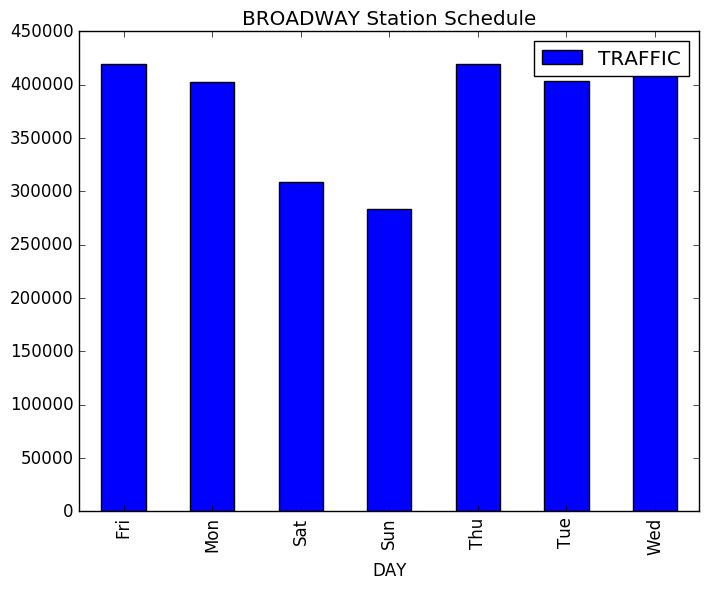 BROADWAY Station Schedule
TRAFFIC
450000
400000
350000
300000
250000
200000
150000
100000
50000
0
Fri
Mon
Sat
Sun
Thu
Tue
Wed
DAY